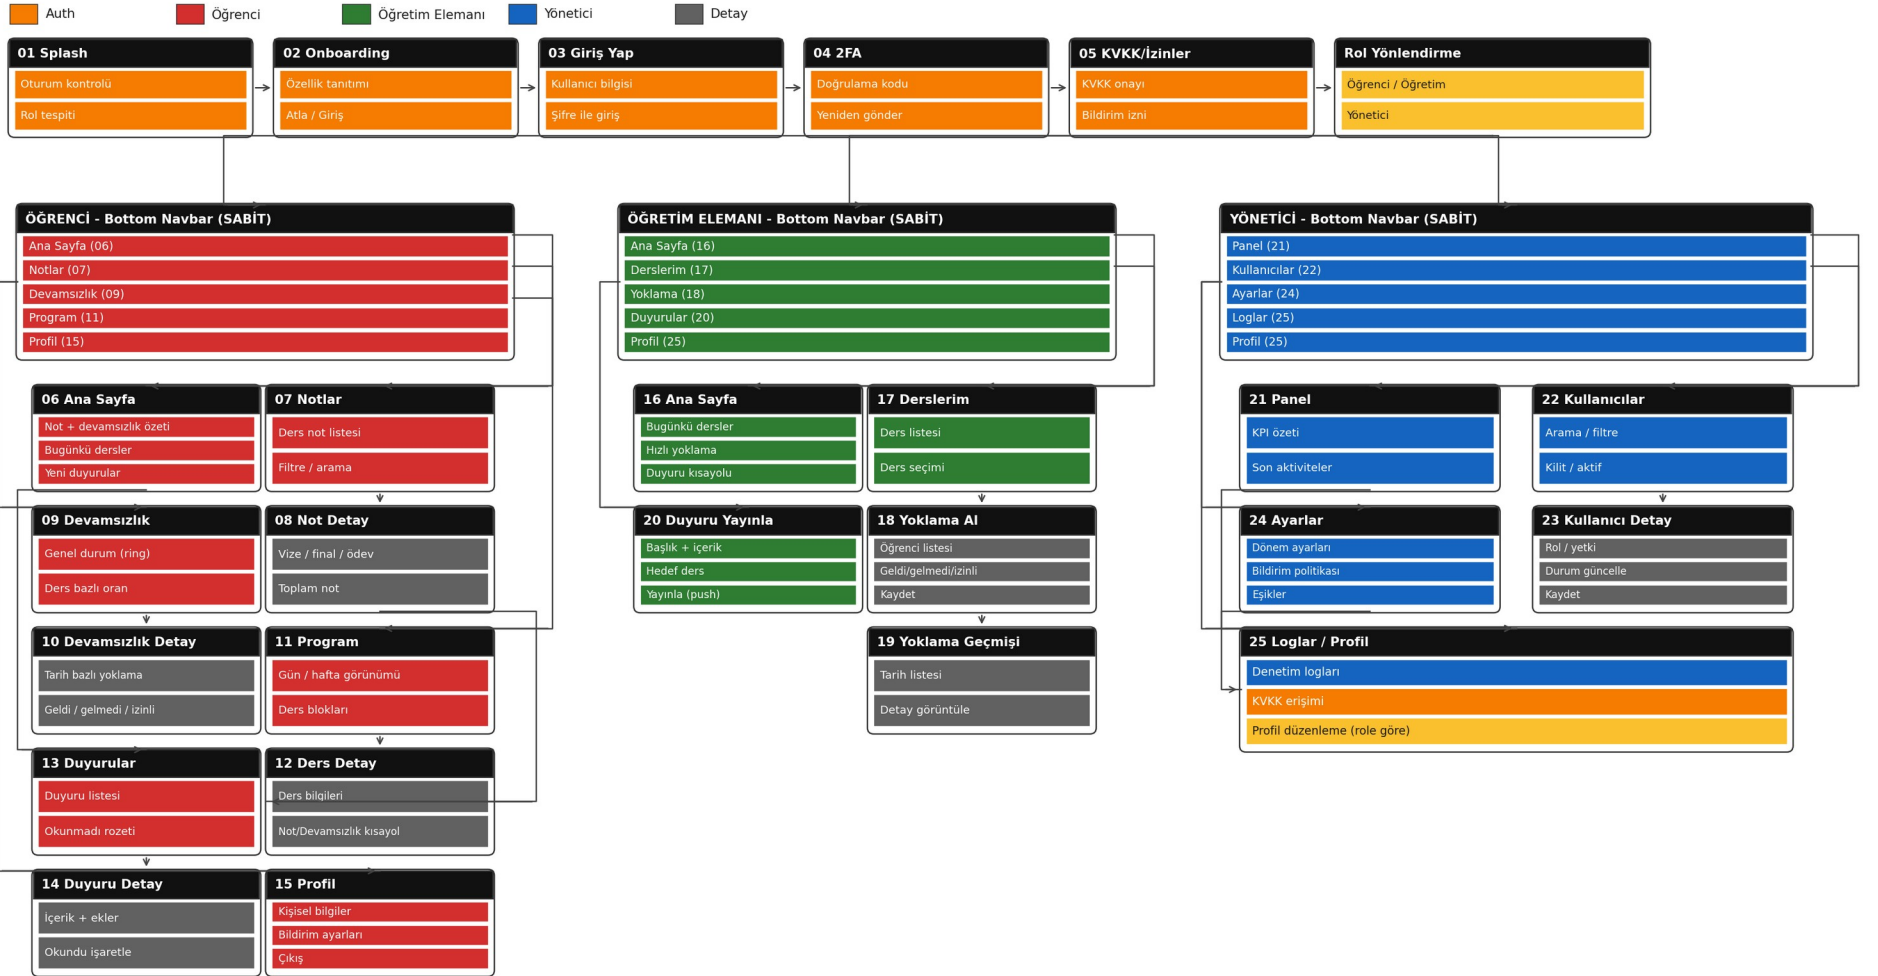 Auth
Öğrenci
Öğretim Elemanı
Yönetici
Detay
01 Splash
Oturum kontrolü
Rol tespiti
02 Onboarding
Özellik tanıtımı
Atla / Giriş
03 Giriş Yap
Kullanıcı bilgisi
Şifre ile giriş
04 2FA
Doğrulama kodu
Yeniden gönder
05 KVKK/İzinler
KVKK onayı
Bildirim izni
Rol Yönlendirme
Öğrenci / Öğretim
Yönetici
ÖĞRENCİ - Bottom Navbar (SABİT)
Ana Sayfa (06)
Notlar (07)
Devamsızlık (09)
Program (11)
Profil (15)
ÖĞRETİM ELEMANI - Bottom Navbar (SABİT)
Ana Sayfa (16)
Derslerim (17)
Yoklama (18)
Duyurular (20)
Profil (25)
YÖNETİCİ - Bottom Navbar (SABİT)
Panel (21)
Kullanıcılar (22)
Ayarlar (24)
Loglar (25)
Profil (25)
06 Ana Sayfa
Not + devamsızlık özeti
Bugünkü dersler
Yeni duyurular
07 Notlar
Ders not listesi
Filtre / arama
16 Ana Sayfa
Bugünkü dersler
Hızlı yoklama
Duyuru kısayolu
17 Derslerim
Ders listesi
Ders seçimi
21 Panel
KPI özeti
Son aktiviteler
22 Kullanıcılar
Arama / filtre
Kilit / aktif
09 Devamsızlık
Genel durum (ring)
Ders bazlı oran
08 Not Detay
Vize / final / ödev
Toplam not
20 Duyuru Yayınla
Başlık + içerik
Hedef ders
Yayınla (push)
18 Yoklama Al
Öğrenci listesi
Geldi/gelmedi/izinli
Kaydet
24 Ayarlar
Dönem ayarları
Bildirim politikası
Eşikler
23 Kullanıcı Detay
Rol / yetki
Durum güncelle
Kaydet
10 Devamsızlık Detay
Tarih bazlı yoklama
Geldi / gelmedi / izinli
11 Program
Gün / hafta görünümü
Ders blokları
19 Yoklama Geçmişi
Tarih listesi
Detay görüntüle
25 Loglar / Profil
Denetim logları
KVKK erişimi
Profil düzenleme (role göre)
13 Duyurular
Duyuru listesi
Okunmadı rozeti
12 Ders Detay
Ders bilgileri
Not/Devamsızlık kısayol
14 Duyuru Detay
İçerik + ekler
Okundu işaretle
15 Profil
Kişisel bilgiler
Bildirim ayarları
Çıkış